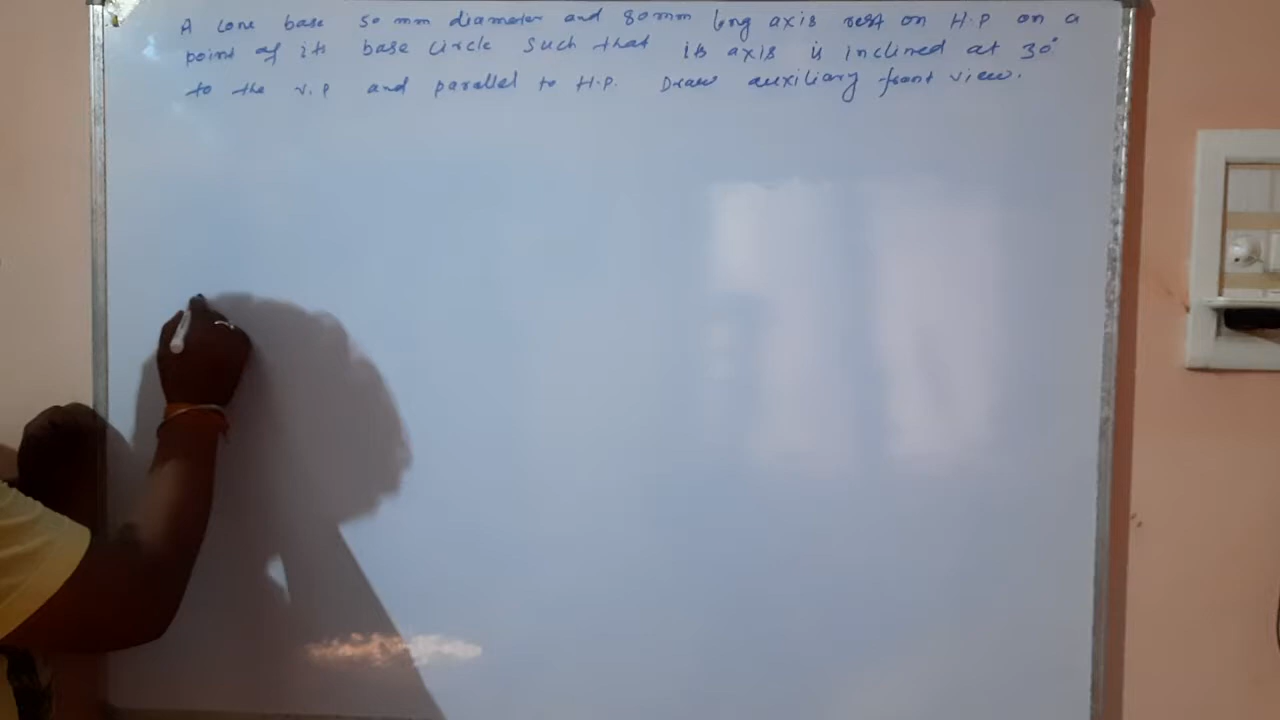 A cone base 50 mm diameter and 80mm long axis rest on H.P on a
point of its base circle such that its axis is inclined at 30°
to the V.P and parallel to H.P. Draw auxiliary front view.